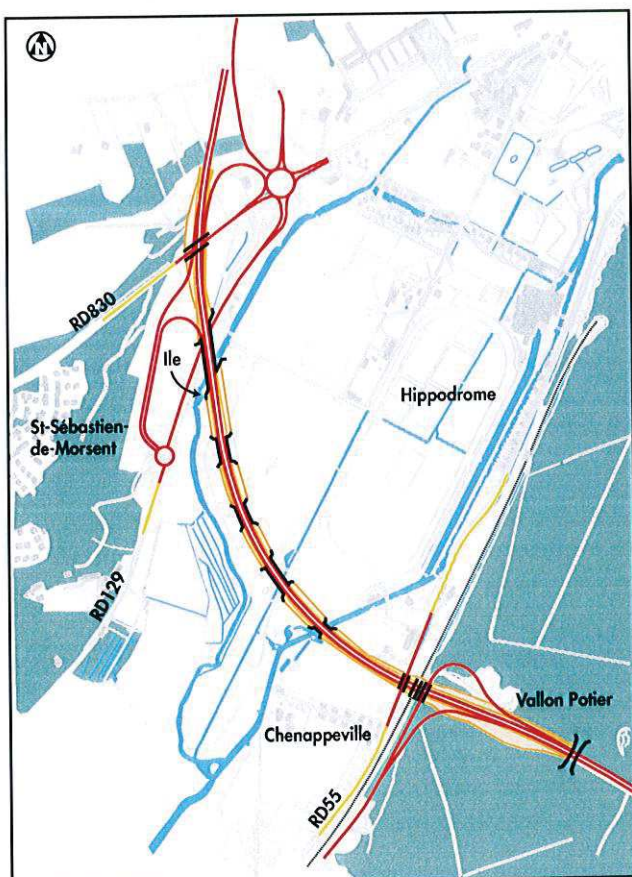 N
RD830
Ile
Hippodrome
St-Sébastien-
de-Morsent
RD129
Vallon Potier
Chenappeville
RD55